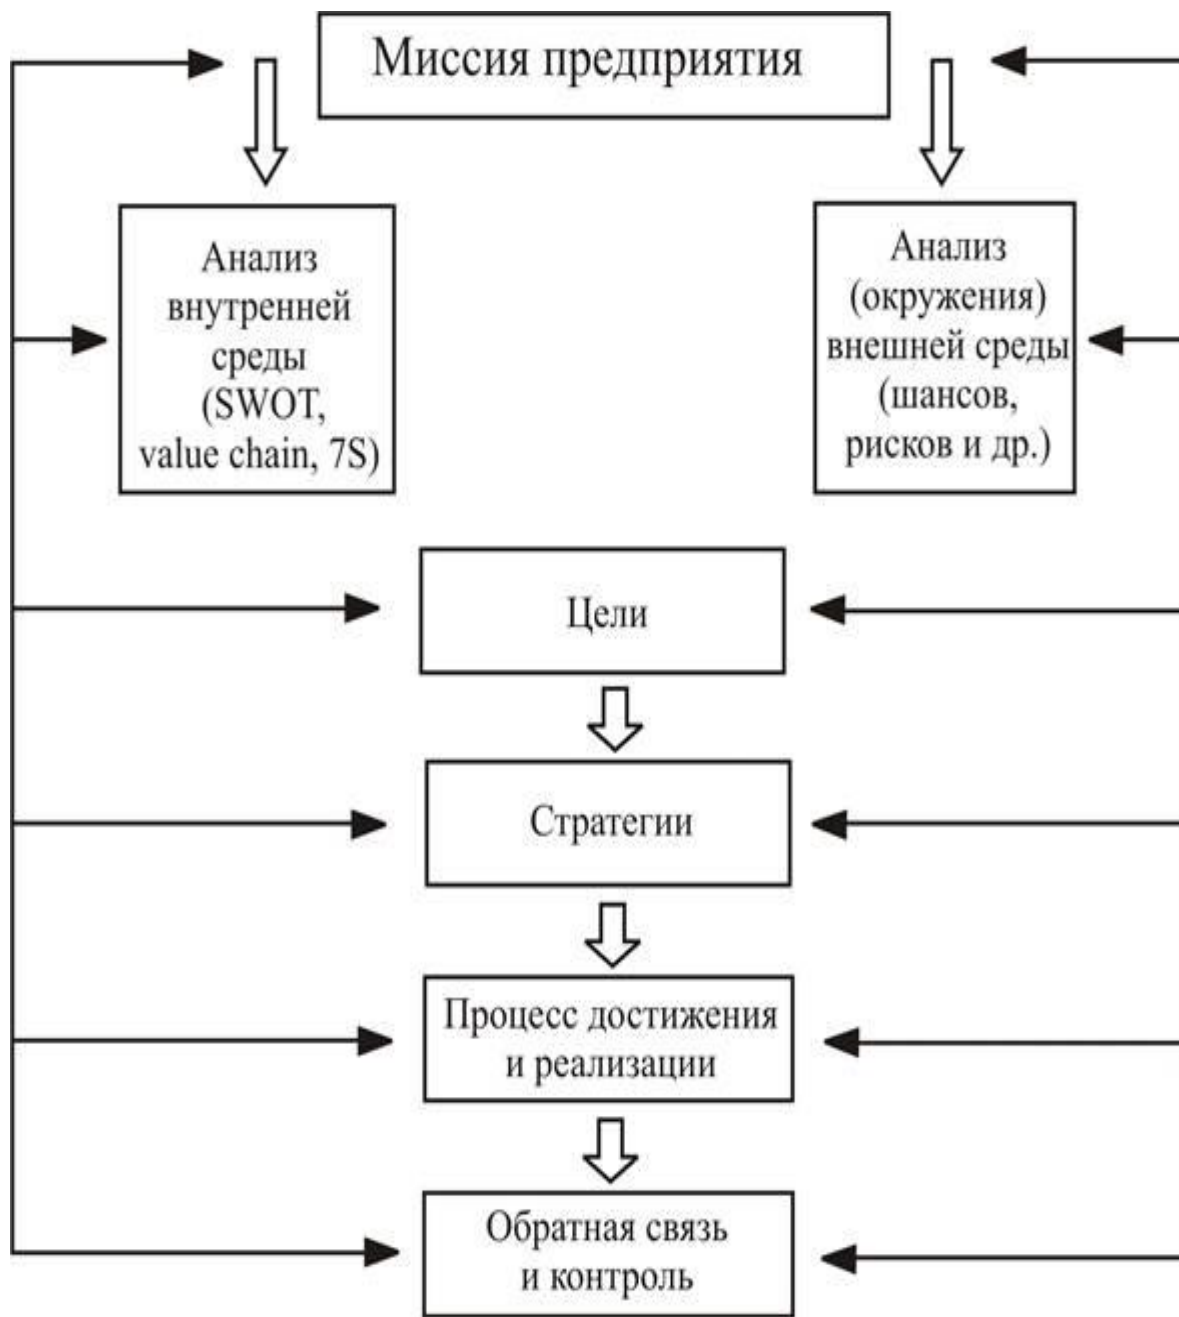 Миссия предприятия
Анализ
внутренней
среды
(SWOT,
value chain, 7S)
Анализ
(окружения)
внешней среды
(шансов,
рисков и др.)
Цели
Стратегии
Процесс достижения
и реализации
Обратная связь
и контроль